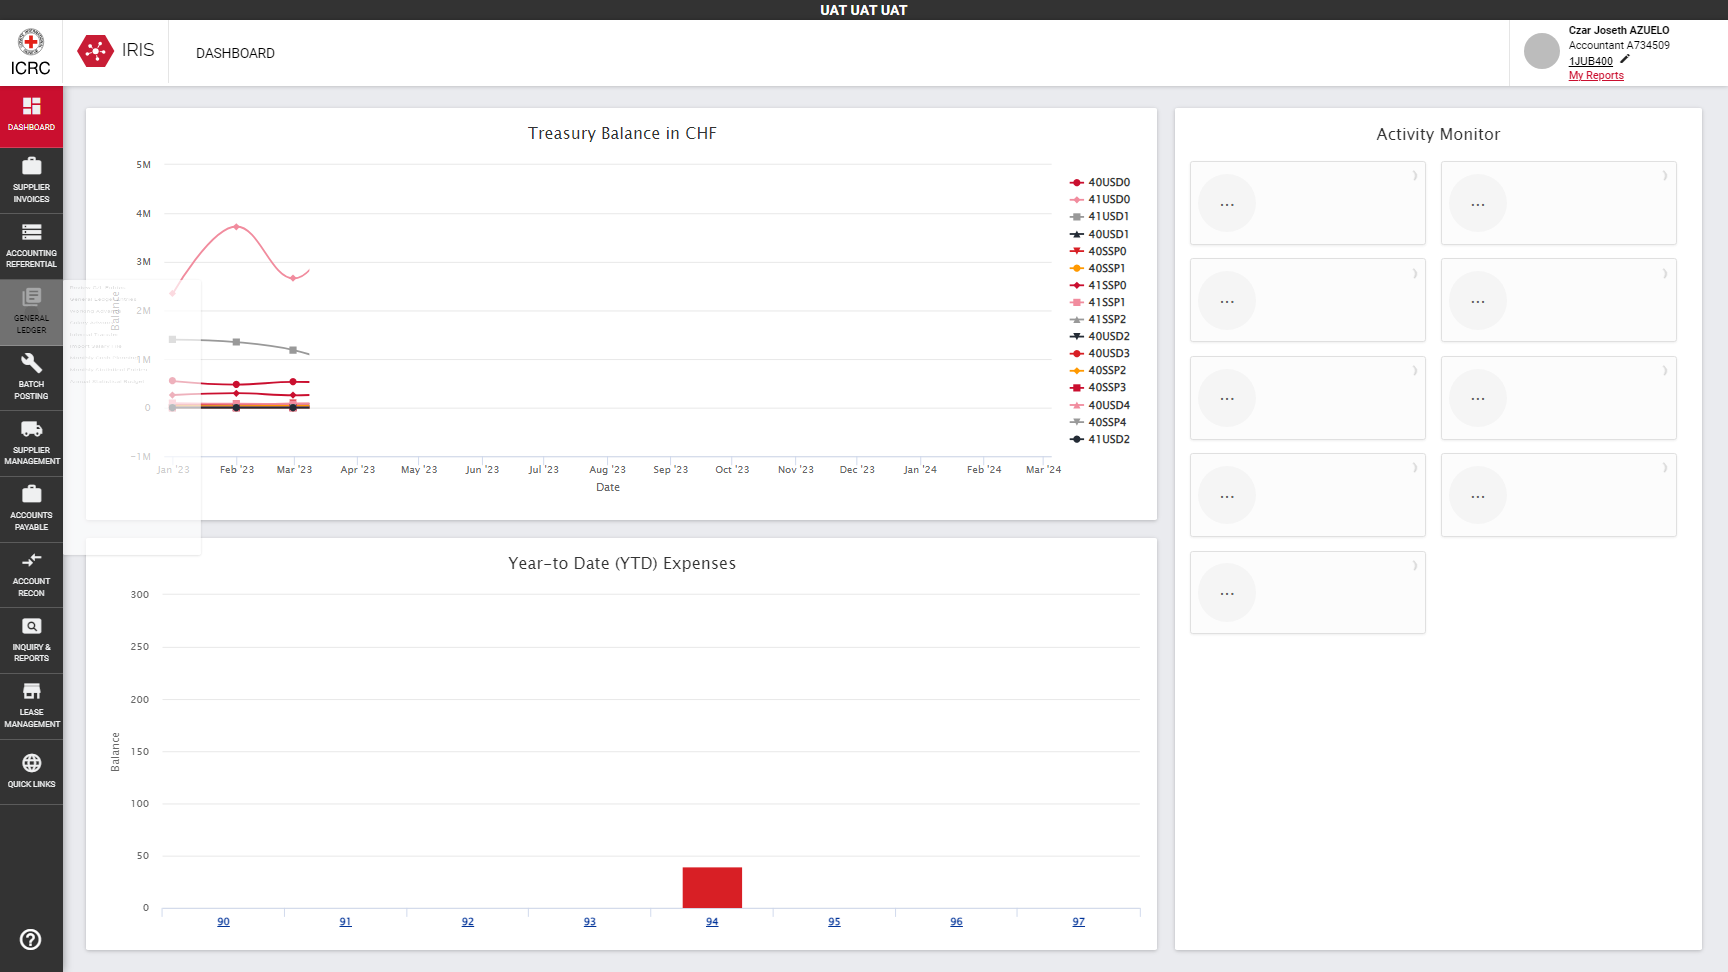 UAT UAT UAT
ICRC
IRIS
DASHBOARD
Czar Joseth AZUELO
Accountant A734509
1JUB400
My Reports
DASHBOARD
SUPPLIER
INVOICES
ACCOUNTING
REFERENTIAL
GENERAL
LEDGER
BATCH
POSTING
SUPPLIER
MANAGEMENT
ACCOUNTS
PAYABLE
ACCOUNT
RECON
INQUIRY &
REPORTS
LEASE
MANAGEMENT
QUICK LINKS
Treasury Balance in CHF
5M
4M
3M
2M
1M
0
-1M
Balance
Jan '23
Feb '23
Mar '23
Apr '23
May '23
Jun '23
Jul '23
Aug '23
Sep '23
Oct '23
Nov '23
Dec '23
Jan '24
Feb '24
Mar '24
Date
40USD0
41USD0
41USD1
40USD1
40SSP0
40SSP1
41SSP0
41SSP1
41SSP2
40USD2
40USD3
40SSP2
40SSP3
40USD4
40SSP4
41USD2
Year-to Date (YTD) Expenses
300
250
200
150
100
50
0
Balance
90
91
92
93
94
95
96
97
Activity Monitor
...
...
...
...
...
...
...
...
...